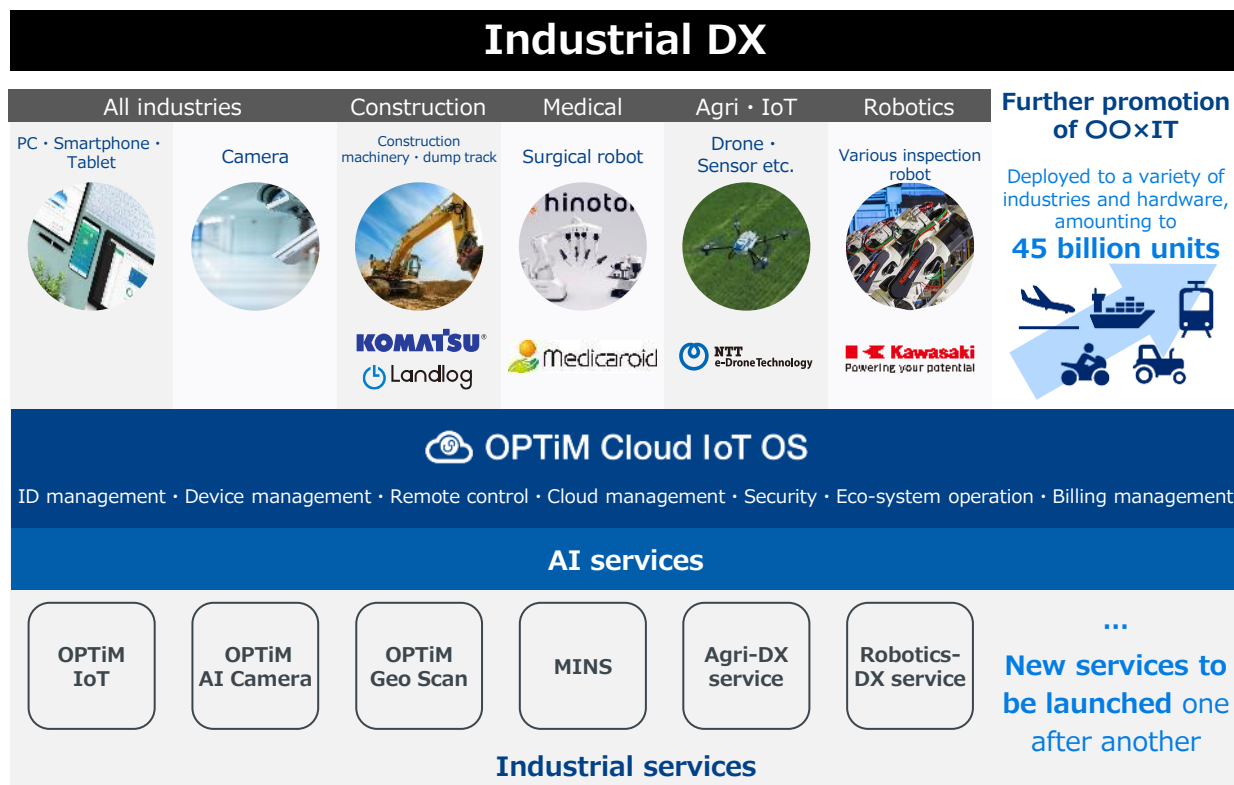 Industrial DX
All industries
Construction
Medical
Agri・IoT
Robotics
PC・Smartphone・
Tablet
Camera
Construction
machinery・dump track
Surgical robot
Drone・
Sensor etc.
Various inspection
robot
hinoto
KOMATSU®
Landlog
Medicaroid
NTT
e-Drone Technology
Kawasaki
Powering your potential
Further promotion
of 〇〇×IT
Deployed to a variety of
industries and hardware,
amounting to
45 billion units
OPTiM Cloud IoT OS
ID management・Device management・Remote control・Cloud management・Security・Eco-system operation・Billing management
AI services
OPTiM
IoT
OPTiM
AI Camera
OPTiM
Geo Scan
MINS
Agri-DX
service
Robotics-
DX service
…
New services to
be launched one
after another
Industrial services